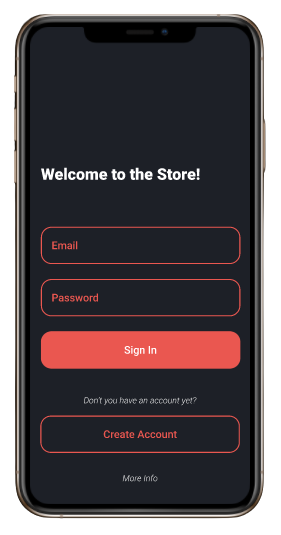 Welcome to the Store!
Email
Password
Sign In
Don't you have an account yet?
Create Account
More Info